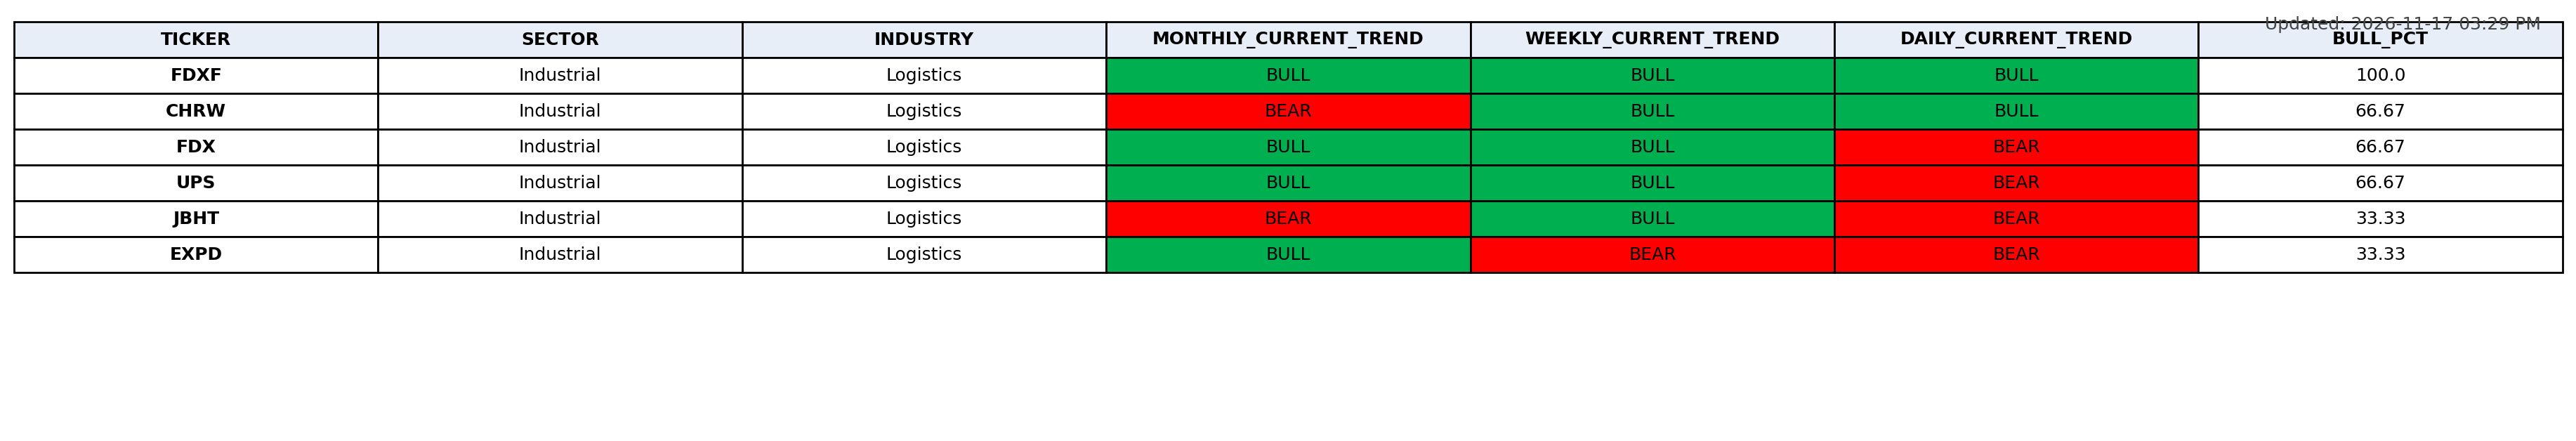 Updated: 2026-11-17 03:29 PM
TICKER SECTOR INDUSTRY MONTHLY_CURRENT_TREND WEEKLY_CURRENT_TREND DAILY_CURRENT_TREND BULL_PCT
FDXF Industrial Logistics BULL BULL BULL 100.0
CHRW Industrial Logistics BEAR BULL BULL 66.67
FDX Industrial Logistics BULL BULL BEAR 66.67
UPS Industrial Logistics BULL BULL BEAR 66.67
JBHT Industrial Logistics BEAR BULL BEAR 33.33
EXPD Industrial Logistics BULL BEAR BEAR 33.33